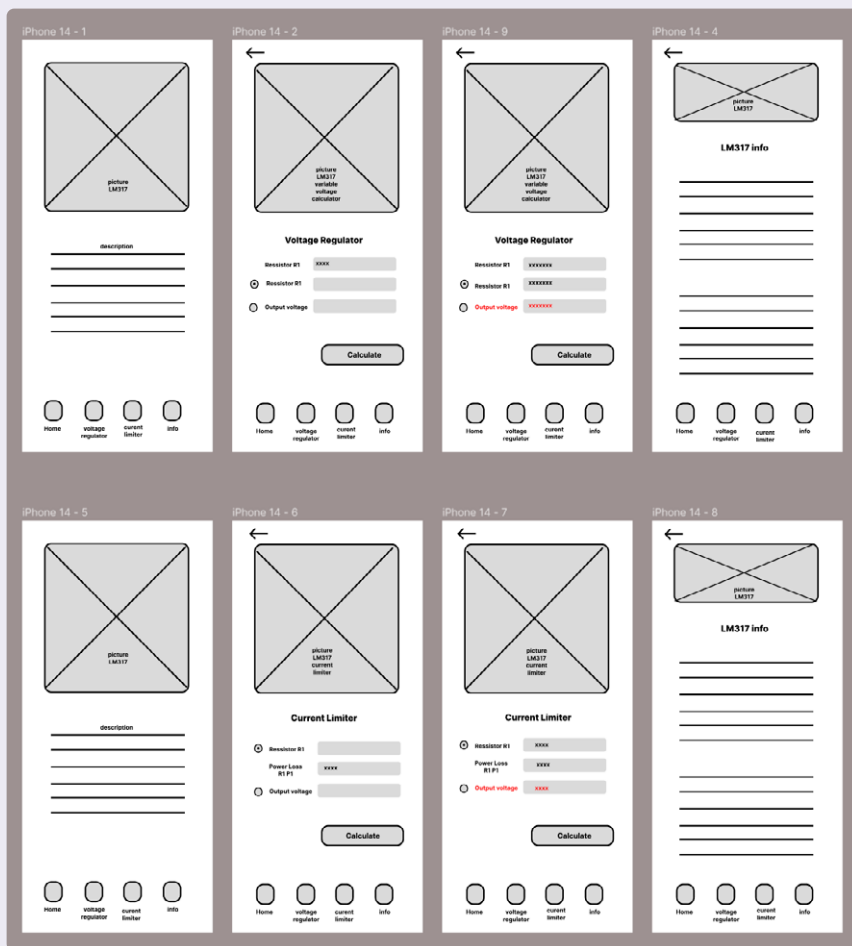 iPhone 14 - 1
picture
LM317
description
Home
voltage
regulator
curent
limiter
info
iPhone 14 - 2
picture
LM317
variable
voltage
calculator
Voltage Regulator
Ressistor R1
xxxx
Ressistor R1
Output voltage
Calculate
Home
voltage
regulator
curent
limiter
info
iPhone 14 - 9
picture
LM317
variable
voltage
calculator
Voltage Regulator
Ressistor R1
xxxxxxx
Ressistor R1
xxxxxxx
Output voltage
xxxxxxx
Calculate
Home
voltage
regulator
curent
limiter
info
iPhone 14 - 4
picture
LM317
LM317 info
Home
voltage
regulator
curent
limiter
info
iPhone 14 - 5
picture
LM317
description
Home
voltage
regulator
curent
limiter
info
iPhone 14 - 6
picture
LM317
current
limiter
Current Limiter
Ressistor R1
Power Loss
R1 P1
xxxx
Output voltage
Calculate
Home
voltage
regulator
curent
limiter
info
iPhone 14 - 7
picture
LM317
current
limiter
Current Limiter
Ressistor R1
xxxx
Power Loss
R1 P1
xxxx
Output voltage
xxxx
Calculate
Home
voltage
regulator
curent
limiter
info
iPhone 14 - 8
picture
LM317
LM317 info
Home
voltage
regulator
curent
limiter
info